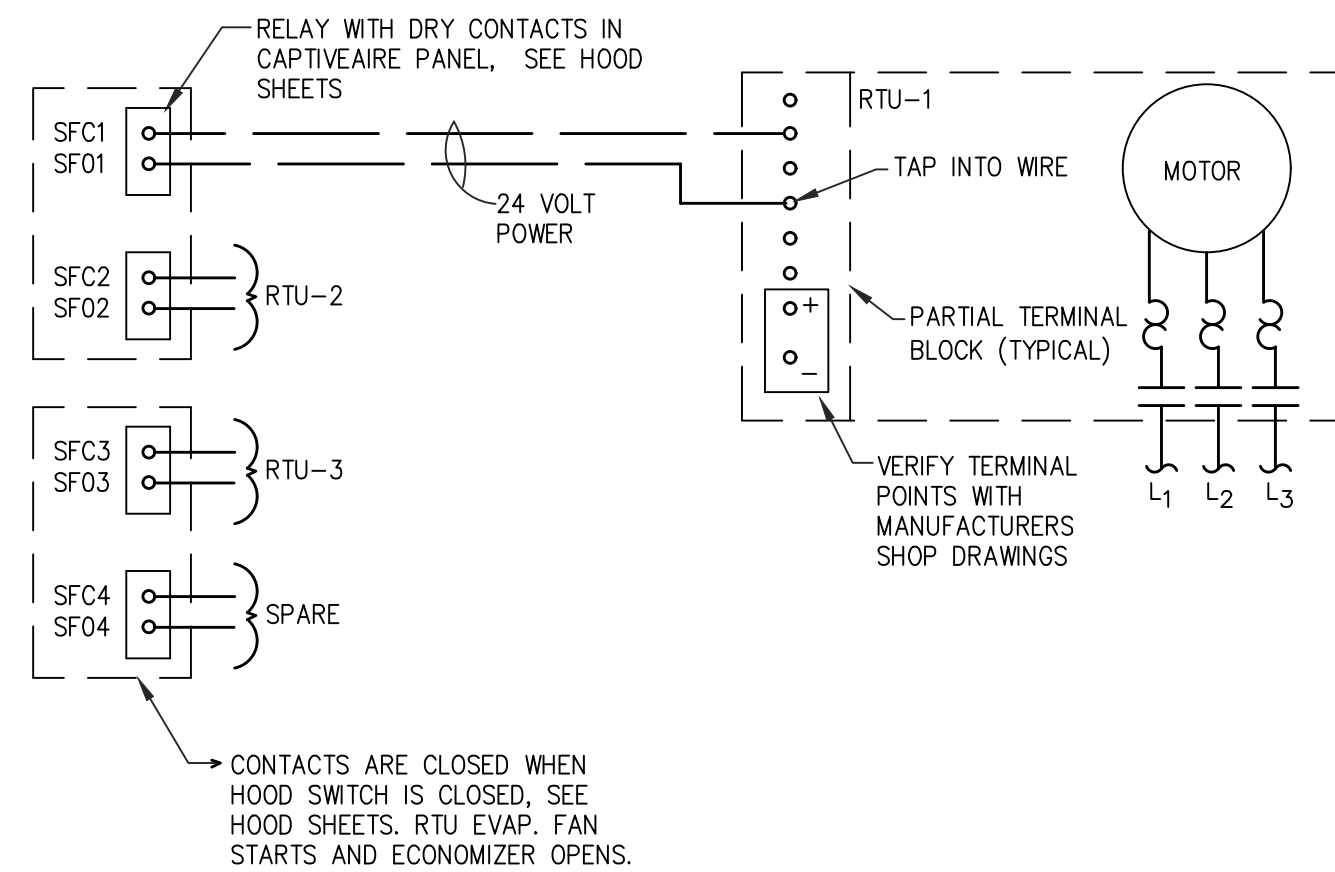 RELAY WITH DRY CONTACTS IN
CAPTIVEAIRE PANEL, SEE HOOD
SHEETS
SFC1
SF01
24 VOLT
POWER
RTU-1
TAP INTO WIRE
MOTOR
SFC2
SF02
RTU-2
+
−
PARTIAL TERMINAL
BLOCK (TYPICAL)
SFC3
SF03
RTU-3
VERIFY TERMINAL
POINTS WITH
MANUFACTURERS
SHOP DRAWINGS
L1 L2 L3
SFC4
SF04
SPARE
CONTACTS ARE CLOSED WHEN
HOOD SWITCH IS CLOSED, SEE
HOOD SHEETS. RTU EVAP. FAN
STARTS AND ECONOMIZER OPENS.